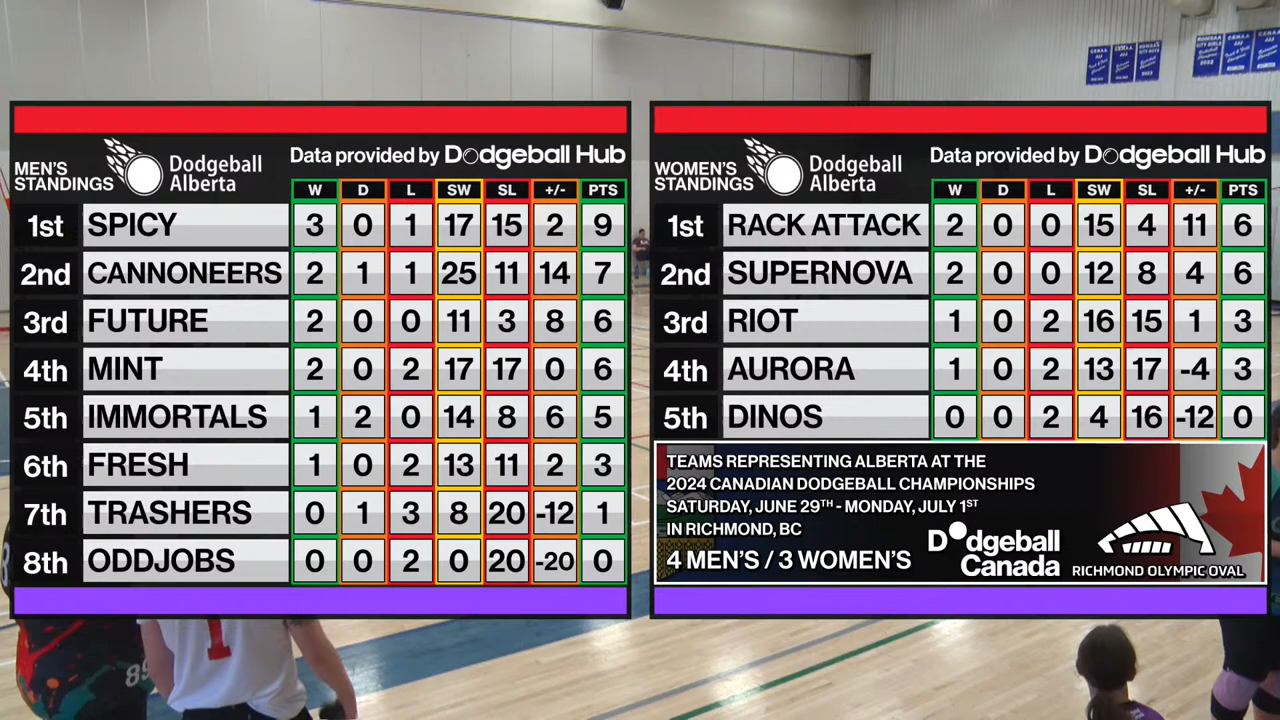 MEN'S
STANDINGS
Dodgeball
Alberta
Data provided by Dodgeball Hub
W D L SW SL +/- PTS
1st SPICY 3 0 1 17 15 2 9
2nd CANNONEERS 2 1 1 25 11 14 7
3rd FUTURE 2 0 0 11 3 8 6
4th MINT 2 0 2 17 17 0 6
5th IMMORTALS 1 2 0 14 8 6 5
6th FRESH 1 0 2 13 11 2 3
7th TRASHERS 0 1 3 8 20 -12 1
8th ODDJOBS 0 0 2 0 20 -20 0
WOMEN'S
STANDINGS
Dodgeball
Alberta
Data provided by Dodgeball Hub
W D L SW SL +/- PTS
1st RACK ATTACK 2 0 0 15 4 11 6
2nd SUPERNOVA 2 0 0 12 8 4 6
3rd RIOT 1 0 2 16 15 1 3
4th AURORA 1 0 2 13 17 -4 3
5th DINOS 0 0 2 4 16 -12 0
TEAMS REPRESENTING ALBERTA AT THE
2024 CANADIAN DODGEBALL CHAMPIONSHIPS
SATURDAY, JUNE 29TH - MONDAY, JULY 1ST
IN RICHMOND, BC
4 MEN'S / 3 WOMEN'S
Dodgeball
Canada
RICHMOND OLYMPIC OVAL
1
89